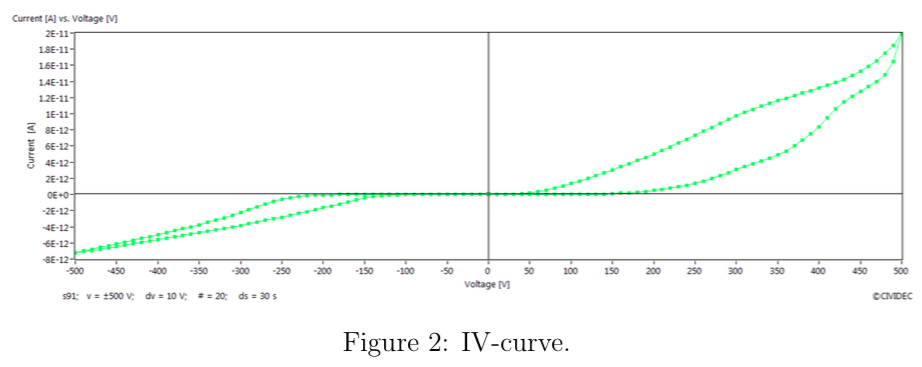 Current [A] vs. Voltage [V]
2E-11
1.8E-11
1.6E-11
1.4E-11
1.2E-11
1E-11
8E-12
6E-12
4E-12
2E-12
0E+0
-2E-12
-4E-12
-6E-12
-8E-12
Current [A]
-500 -450 -400 -350 -300 -250 -200 -150 -100 -50 0 50 100 150 200 250 300 350 400 450 500
Voltage [V]
s91; v = ±500 V; dv = 10 V; # = 20; ds = 30 s
©CIVIDEC
Figure 2: IV-curve.